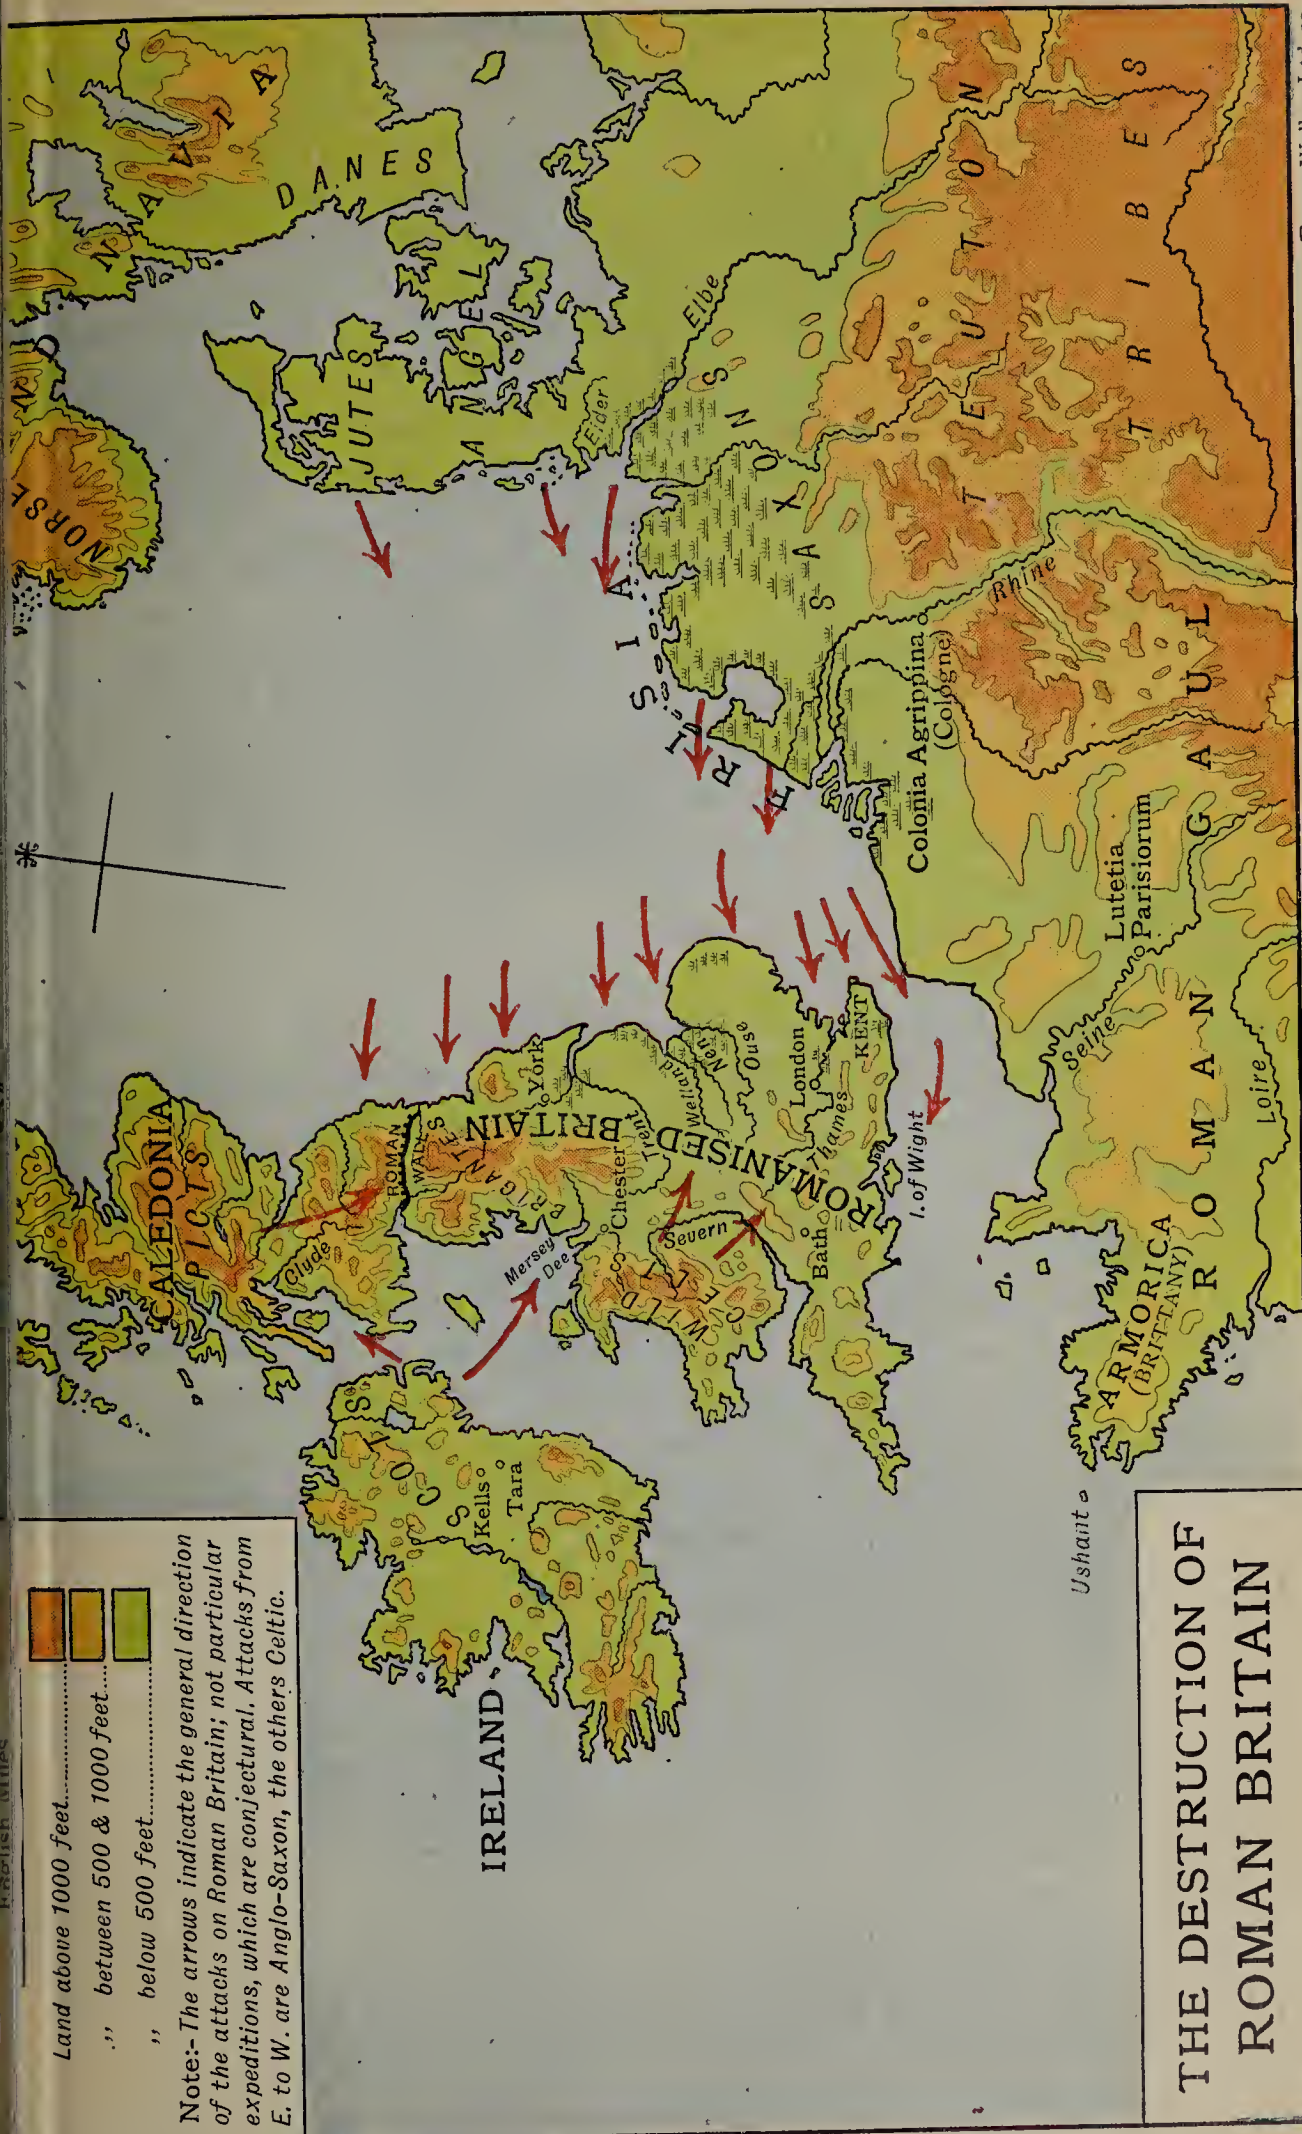 English Miles
Land above 1000 feet
,, between 500 & 1000 feet
,, below 500 feet
Note:- The arrows indicate the general direction
of the attacks on Roman Britain; not particular
expeditions, which are conjectural. Attacks from
E. to W. are Anglo-Saxon, the others Celtic.
CALEDONIA
PICTS
Clyde
ROMAN
WALL
BRIGANTES
York
ROMANISED BRITAIN
Mersey
Dee
Chester
Trent
Welland
Nen
Ouse
WILD
CELTS
Severn
London
Thames
KENT
Bath
I. of Wight
SCOTS
Kells
Tara
IRELAND
NORSE
DANES
JUTES
ANGELN
Eider
Elbe
FRISIA
SAXONS
TEUTON
TRIBES
Rhine
Colonia Agrippina
(Cologne)
Lutetia
Parisiorum
Seine
Loire
ROMAN GAUL
ARMORICA
(BRITTANY)
Ushant
THE DESTRUCTION OF
ROMAN BRITAIN